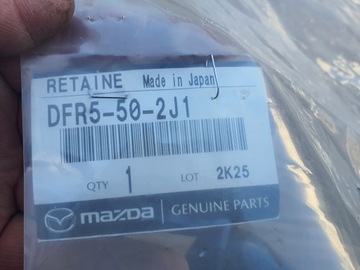 RETAINE Made in Japan
DFR5-50-2J1
QTY 1 LOT 2K25
mazda GENUINE PARTS